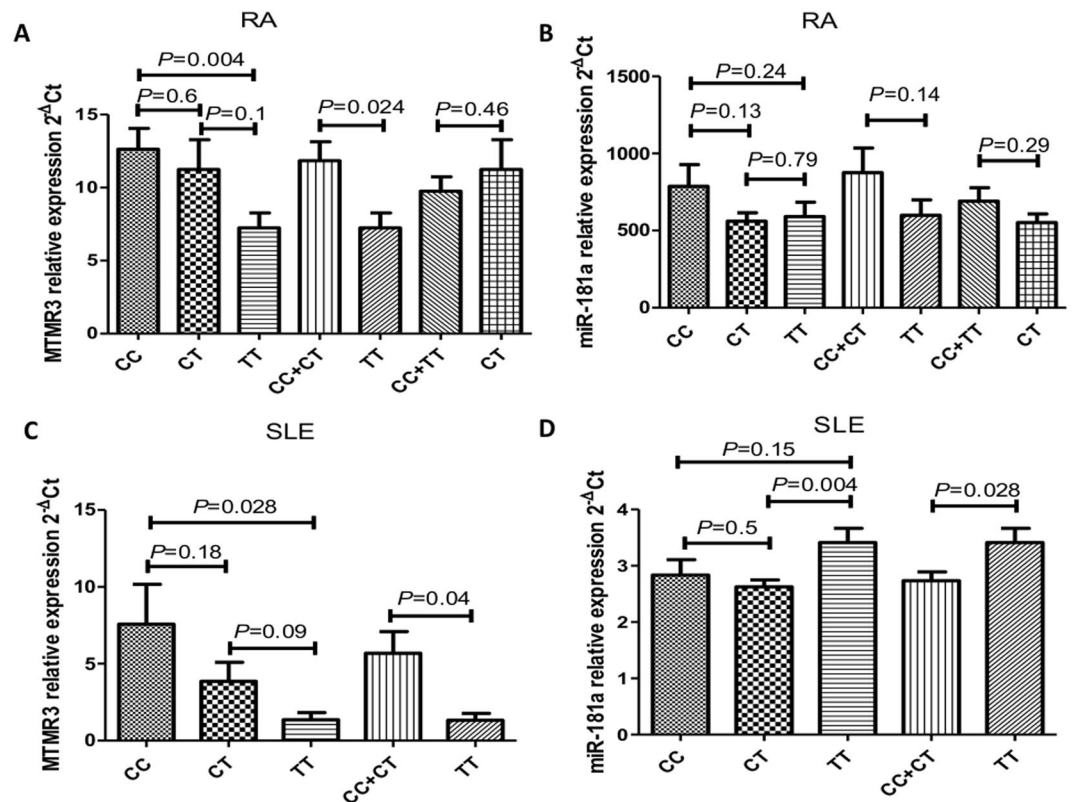 A
RA
MTMR3 relative expression 2^-ΔCt
15
10
5
0
P=0.004
P=0.6
P=0.1
P=0.024
P=0.46
CC
CT
TT
CC+CT
TT
CC+TT
CT
B
RA
miR-181a relative expression 2^-ΔCt
1500
1000
500
0
P=0.24
P=0.13
P=0.79
P=0.14
P=0.29
CC
CT
TT
CC+CT
TT
CC+TT
CT
C
SLE
MTMR3 relative expression 2^-ΔCt
15
10
5
0
P=0.028
P=0.18
P=0.09
P=0.04
CC
CT
TT
CC+CT
TT
D
SLE
miR-181a relative expression 2^-ΔCt
4
3
2
1
0
P=0.15
P=0.004
P=0.5
P=0.028
CC
CT
TT
CC+CT
TT